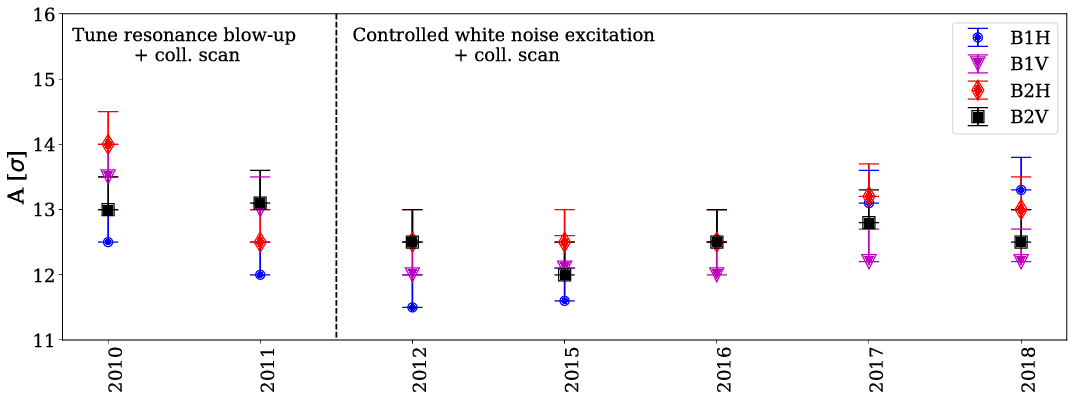 Tune resonance blow-up
+ coll. scan
Controlled white noise excitation
+ coll. scan
B1H
B1V
B2H
B2V
A [σ]
16
15
14
13
12
11
2010
2011
2012
2015
2016
2017
2018